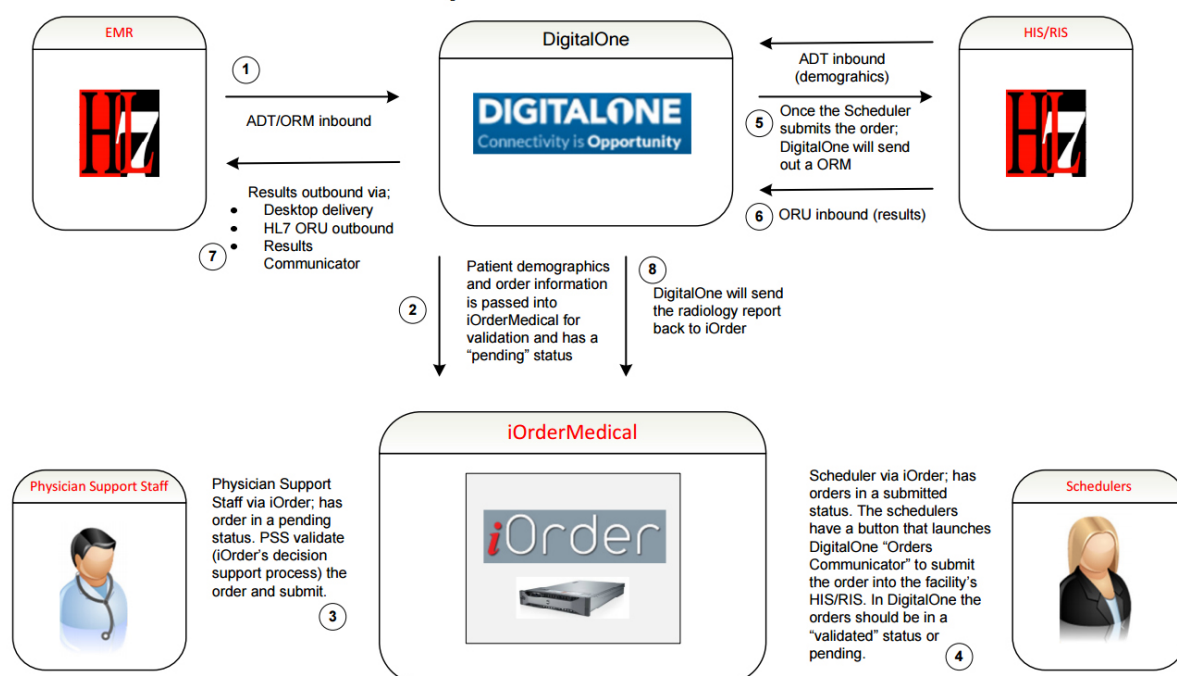 EMR
HL7
1
ADT/ORM inbound
Results outbound via;
● Desktop delivery
● HL7 ORU outbound
● Results
Communicator
7
DigitalOne
DIGITALONE
Connectivity is Opportunity
HIS/RIS
HL7
ADT inbound
(demograhics)
5
Once the Scheduler
submits the order;
DigitalOne will send
out a ORM
6
ORU inbound (results)
2
Patient demographics
and order information
is passed into
iOrderMedical for
validation and has a
“pending” status
8
DigitalOne will send
the radiology report
back to iOrder
Physician Support Staff
Physician Support
Staff via iOrder; has
order in a pending
status. PSS validate
(iOrder’s decision
support process) the
order and submit.
3
iOrderMedical
iOrder
Scheduler via iOrder; has
orders in a submitted
status. The schedulers
have a button that launches
DigitalOne “Orders
Communicator” to submit
the order into the facility’s
HIS/RIS. In DigitalOne the
orders should be in a
“validated” status or
pending.
4
Schedulers